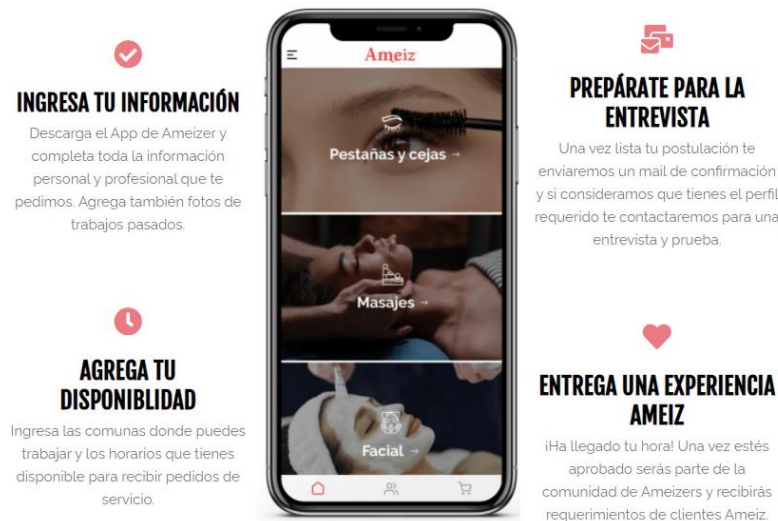 INGRESA TU INFORMACIÓN
Descarga el App de Ameizer y
completa toda la información
personal y profesional que te
pedimos. Agrega también fotos de
trabajos pasados.
AGREGA TU
DISPONIBLIDAD
Ingresa las comunas donde puedes
trabajar y los horarios que tienes
disponible para recibir pedidos de
servicio.
Ameiz
Pestañas y cejas →
Masajes →
Facial →
PREPÁRATE PARA LA
ENTREVISTA
Una vez lista tu postulación te
enviaremos un mail de confirmación
y si consideramos que tienes el perfil
requerido te contactaremos para una
entrevista y prueba.
ENTREGA UNA EXPERIENCIA
AMEIZ
¡Ha llegado tu hora! Una vez estés
aprobado serás parte de la
comunidad de Ameizers y recibirás
requerimientos de clientes Ameiz.